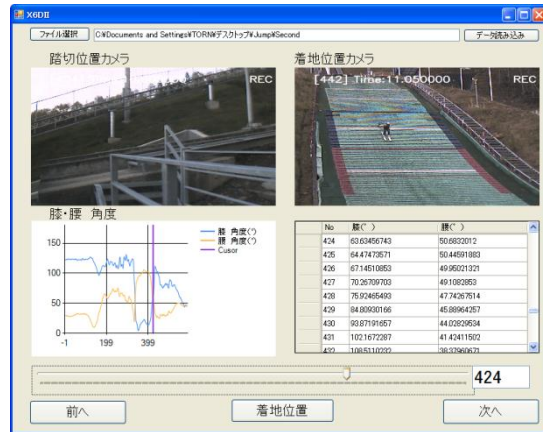 X6DII
ファイル選択
C:¥Documents and Settings¥TORN¥デスクトップ¥Jump¥Second
データ読み込み
踏切位置カメラ
着地位置カメラ
REC
[442] Time:11.050000
REC
膝・腰 角度
膝 角度(°)
腰 角度(°)
Cusor
150
100
50
0
-1 199 399
No 膝(° ) 腰(° )
424 63.63456743 50.6832012
425 64.47473571 50.44591883
426 67.14510853 49.95021321
427 70.26709703 49.1082853
428 75.92465493 47.74267514
429 84.80930166 45.88964257
430 93.87191657 44.02829534
431 102.1672287 41.42411502
432 108.5110232 38.37960671
424
前へ
着地位置
次へ